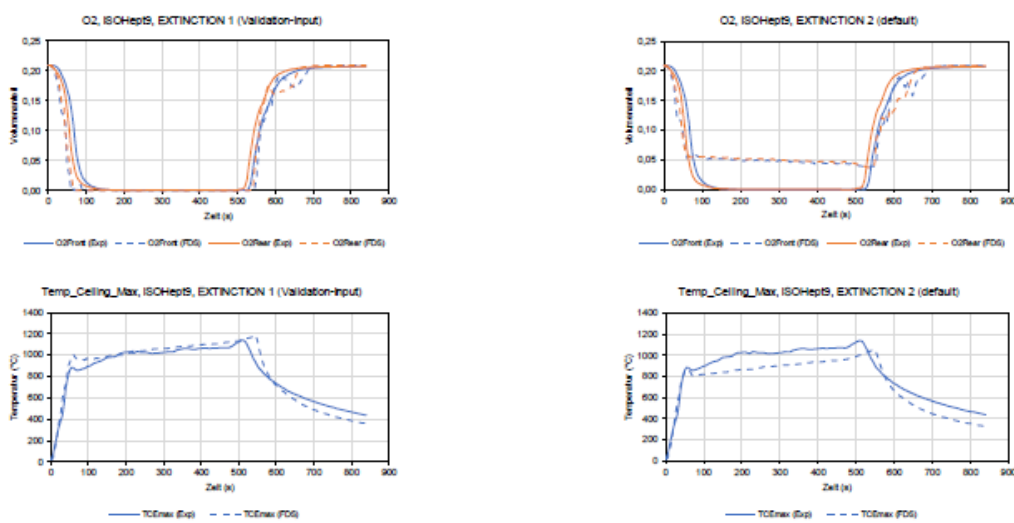 O2, ISOHept9, EXTINCTION 1 (Validation-Input)
0,25
0,20
0,15
0,10
0,05
0,00
Volumenanteil
0 100 200 300 400 500 600 700 800 900
Zeit (s)
O2Front (Exp) O2Front (FDS) O2Rear (Exp) O2Rear (FDS)
O2, ISOHept9, EXTINCTION 2 (default)
0,25
0,20
0,15
0,10
0,05
0,00
Volumenanteil
0 100 200 300 400 500 600 700 800 900
Zeit (s)
O2Front (Exp) O2Front (FDS) O2Rear (Exp) O2Rear (FDS)
Temp_Ceiling_Max, ISOHept9, EXTINCTION 1 (Validation-Input)
1400
1200
1000
800
600
400
200
0
Temperatur (°C)
0 100 200 300 400 500 600 700 800 900
Zeit (s)
TCEmax (Exp) TCEmax (FDS)
Temp_Ceiling_Max, ISOHept9, EXTINCTION 2 (default)
1400
1200
1000
800
600
400
200
0
Temperatur (°C)
0 100 200 300 400 500 600 700 800 900
Zeit (s)
TCEmax (Exp) TCEmax (FDS)